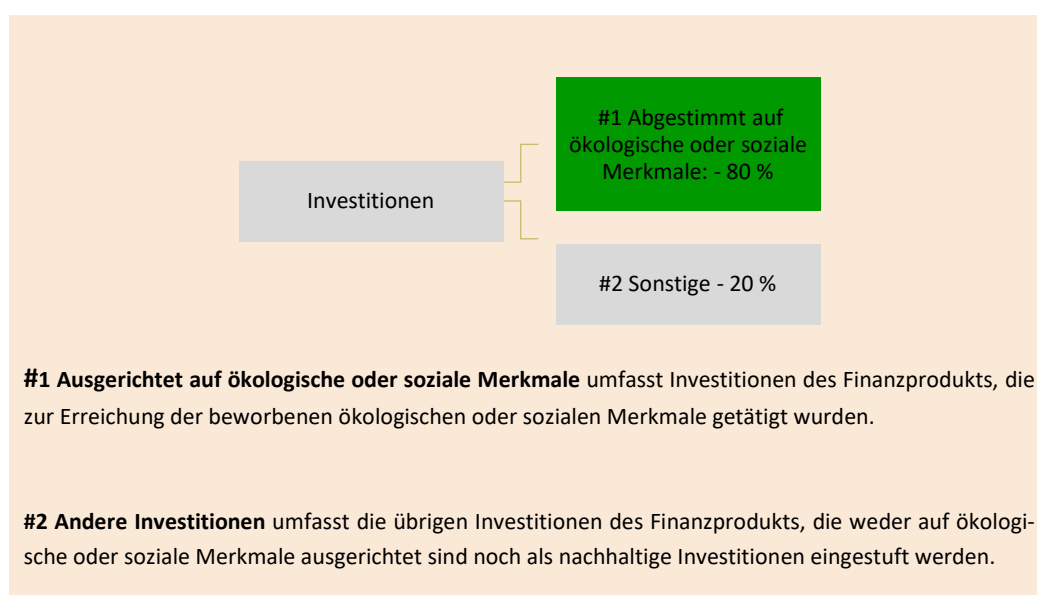 #1 Abgestimmt auf
ökologische oder soziale
Merkmale: - 80 %
Investitionen
#2 Sonstige - 20 %
#1 Ausgerichtet auf ökologische oder soziale Merkmale umfasst Investitionen des Finanzprodukts, die
zur Erreichung der beworbenen ökologischen oder sozialen Merkmale getätigt wurden.
#2 Andere Investitionen umfasst die übrigen Investitionen des Finanzprodukts, die weder auf ökologi-
sche oder soziale Merkmale ausgerichtet sind noch als nachhaltige Investitionen eingestuft werden.